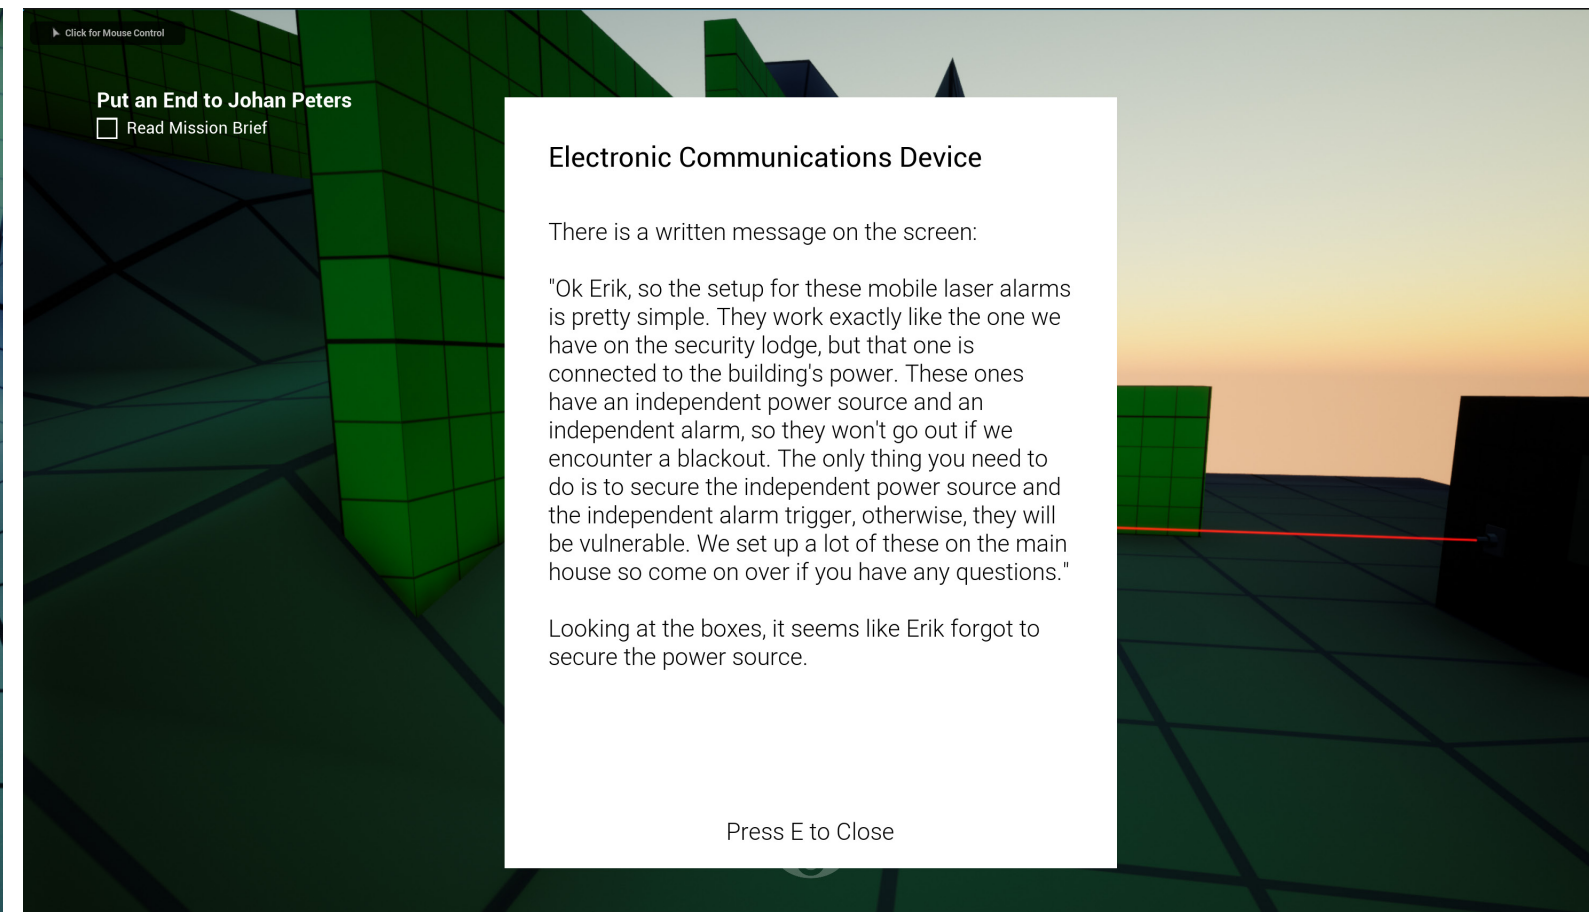 Click for Mouse Control
Put an End to Johan Peters
Read Mission Brief
Electronic Communications Device
There is a written message on the screen:
"Ok Erik, so the setup for these mobile laser alarms
is pretty simple. They work exactly like the one we
have on the security lodge, but that one is
connected to the building's power. These ones
have an independent power source and an
independent alarm, so they won't go out if we
encounter a blackout. The only thing you need to
do is to secure the independent power source and
the independent alarm trigger, otherwise, they will
be vulnerable. We set up a lot of these on the main
house so come on over if you have any questions."
Looking at the boxes, it seems like Erik forgot to
secure the power source.
Press E to Close